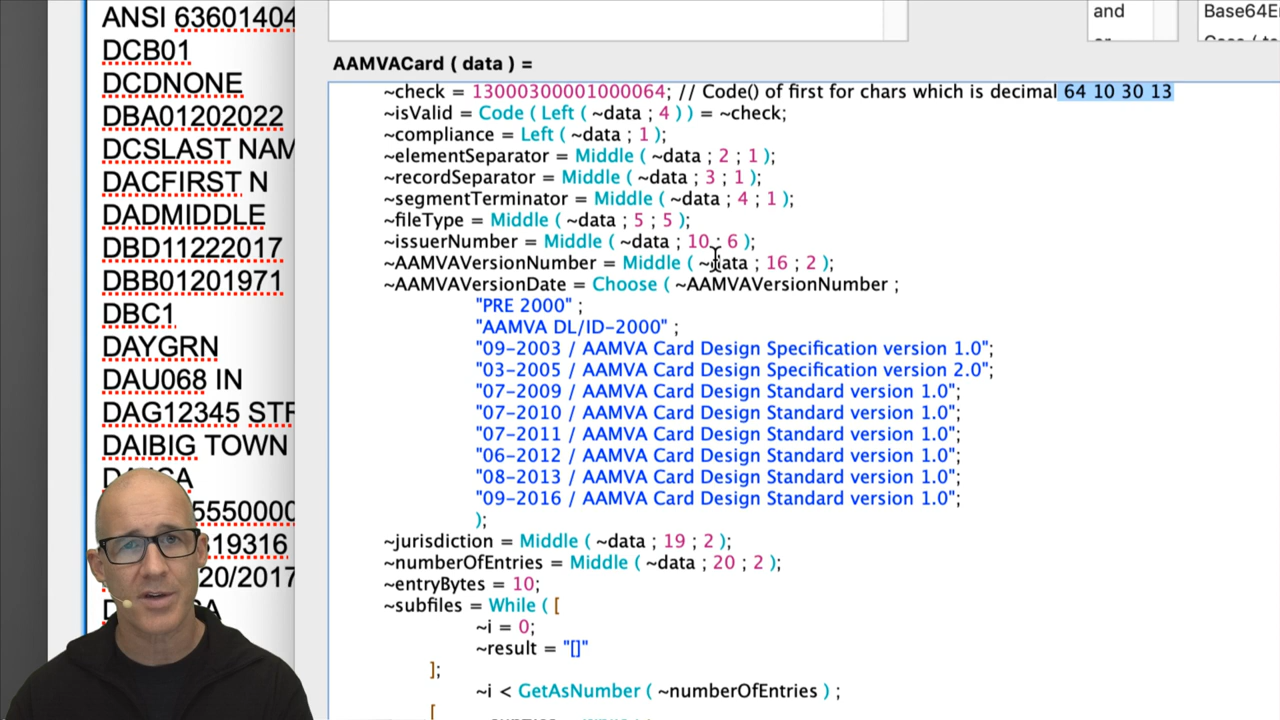 ANSI 63601404
DCB01
DCDNONE
DBA01202022
DCSLAST NAM
DACFIRST N
DADMIDDLE
DBD11222017
DBB01201971
DBC1
DAYGRN
DAU068 IN
DAG12345 STR
DAIBIG TOWN
5550000
19316
20/2017
and
Base64E
AAMVACard ( data ) =
~check = 13000300001000064; // Code() of first for chars which is decimal 64 10 30 13
~isValid = Code ( Left ( ~data ; 4 ) ) = ~check;
~compliance = Left ( ~data ; 1 );
~elementSeparator = Middle ( ~data ; 2 ; 1 );
~recordSeparator = Middle ( ~data ; 3 ; 1 );
~segmentTerminator = Middle ( ~data ; 4 ; 1 );
~fileType = Middle ( ~data ; 5 ; 5 );
~issuerNumber = Middle ( ~data ; 10 ; 6 );
~AAMVAVersionNumber = Middle ( ~data ; 16 ; 2 );
~AAMVAVersionDate = Choose ( ~AAMVAVersionNumber ;
"PRE 2000" ;
"AAMVA DL/ID-2000" ;
"09-2003 / AAMVA Card Design Specification version 1.0";
"03-2005 / AAMVA Card Design Specification version 2.0";
"07-2009 / AAMVA Card Design Standard version 1.0";
"07-2010 / AAMVA Card Design Standard version 1.0";
"07-2011 / AAMVA Card Design Standard version 1.0";
"06-2012 / AAMVA Card Design Standard version 1.0";
"08-2013 / AAMVA Card Design Standard version 1.0";
"09-2016 / AAMVA Card Design Standard version 1.0";
);
~jurisdiction = Middle ( ~data ; 19 ; 2 );
~numberOfEntries = Middle ( ~data ; 20 ; 2 );
~entryBytes = 10;
~subfiles = While ( [
~i = 0;
~result = "[]"
];
~i < GetAsNumber ( ~numberOfEntries ) ;
[